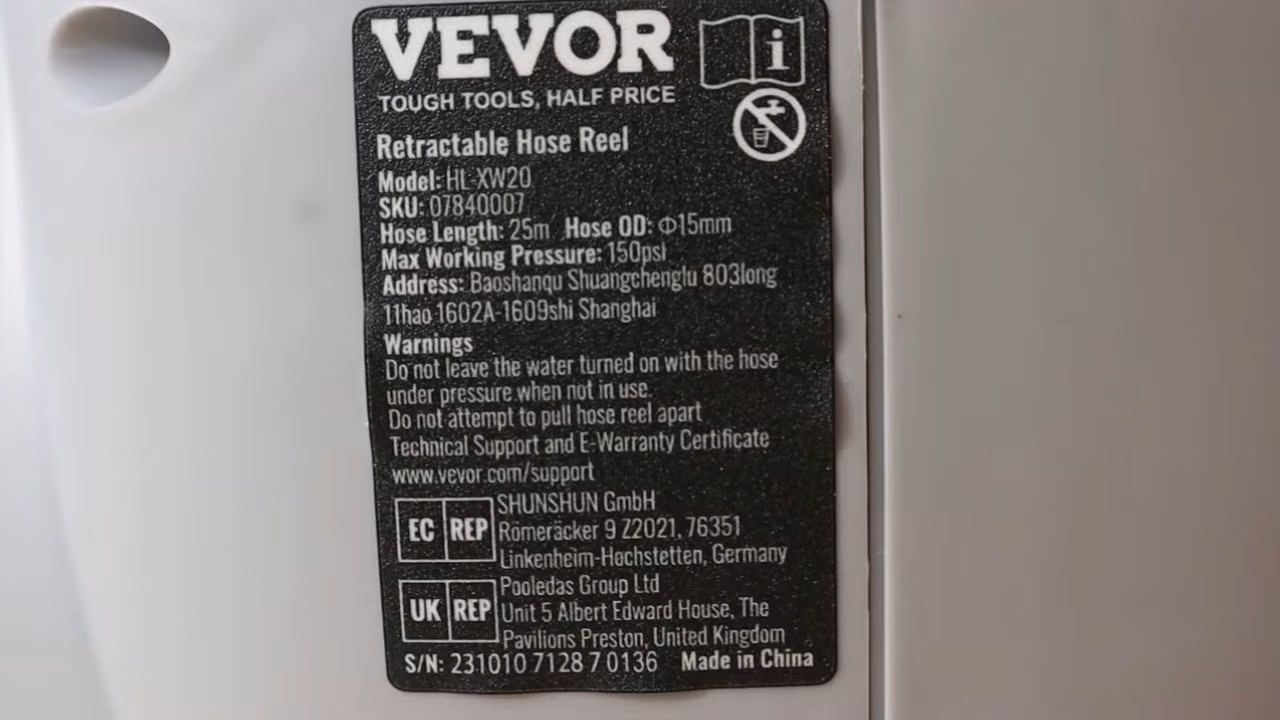 VEVOR
TOUGH TOOLS, HALF PRICE
Retractable Hose Reel
Model: HL-XW20
SKU: 07840007
Hose Length: 25m Hose OD: Φ15mm
Max Working Pressure: 150psi
Address: Baoshanqu Shuangchenglu 803long
11hao 1602A-1609shi Shanghai
Warnings
Do not leave the water turned on with the hose
under pressure when not in use.
Do not attempt to pull hose reel apart
Technical Support and E-Warranty Certificate
www.vevor.com/support
EC REP
SHUNSHUN GmbH
Römeräcker 9 Z2021, 76351
Linkenheim-Hochstetten, Germany
UK REP
Pooledas Group Ltd
Unit 5 Albert Edward House, The
Pavilions Preston, United Kingdom
S/N: 231010 7128 7 0136 Made in China